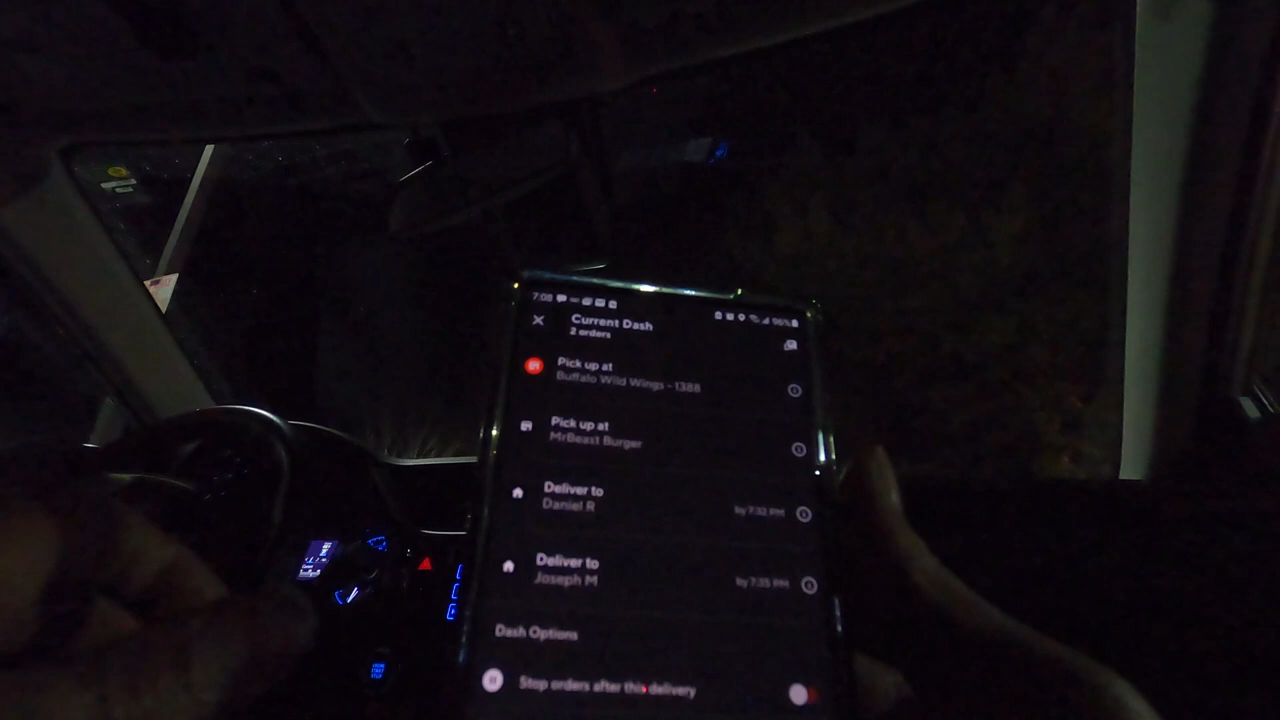 7:08
96%
Current Dash
2 orders
Pick up at
Buffalo Wild Wings - 1388
Pick up at
MrBeast Burger
Deliver to
Daniel R
by 7:32 PM
Deliver to
Joseph M
by 7:35 PM
Dash Options
Stop orders after this delivery